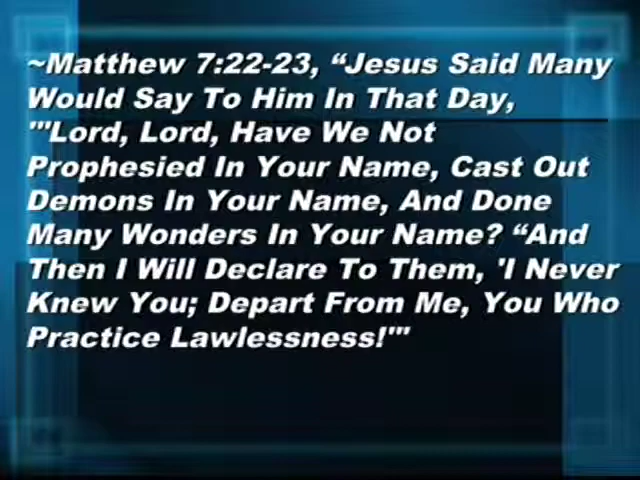 ~Matthew 7:22-23, “Jesus Said Many
Would Say To Him In That Day,
'"Lord, Lord, Have We Not
Prophesied In Your Name, Cast Out
Demons In Your Name, And Done
Many Wonders In Your Name? “And
Then I Will Declare To Them, 'I Never
Knew You; Depart From Me, You Who
Practice Lawlessness!'"